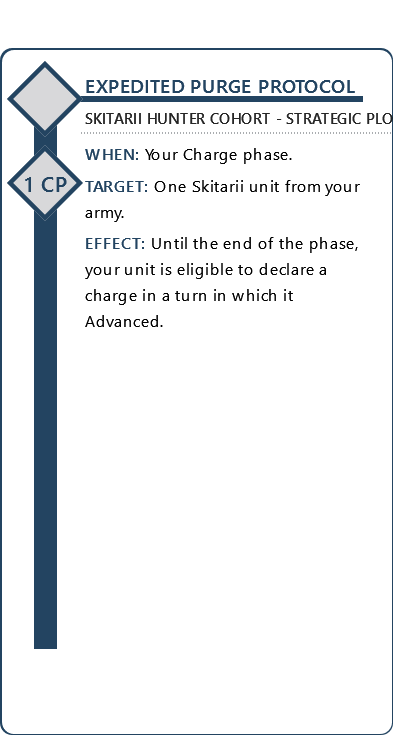 EXPEDITED PURGE PROTOCOL
SKITARII HUNTER COHORT - STRATEGIC PLO
1 CP
WHEN: Your Charge phase.
TARGET: One Skitarii unit from your
army.
EFFECT: Until the end of the phase,
your unit is eligible to declare a
charge in a turn in which it
Advanced.